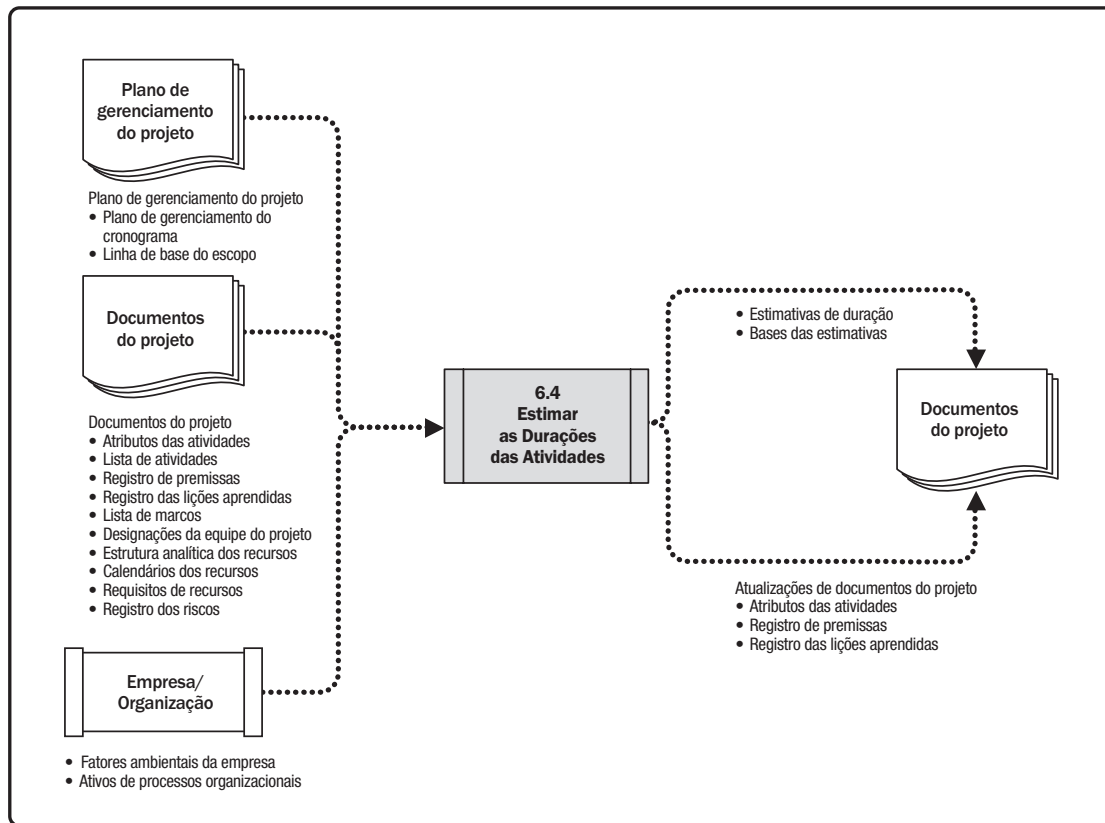 Plano de
gerenciamento
do projeto
Plano de gerenciamento do projeto
• Plano de gerenciamento do
cronograma
• Linha de base do escopo
Documentos
do projeto
Documentos do projeto
• Atributos das atividades
• Lista de atividades
• Registro de premissas
• Registro das lições aprendidas
• Lista de marcos
• Designações da equipe do projeto
• Estrutura analítica dos recursos
• Calendários dos recursos
• Requisitos de recursos
• Registro dos riscos
Empresa/
Organização
• Fatores ambientais da empresa
• Ativos de processos organizacionais
6.4
Estimar
as Durações
das Atividades
• Estimativas de duração
• Bases das estimativas
Documentos
do projeto
Atualizações de documentos do projeto
• Atributos das atividades
• Registro de premissas
• Registro das lições aprendidas